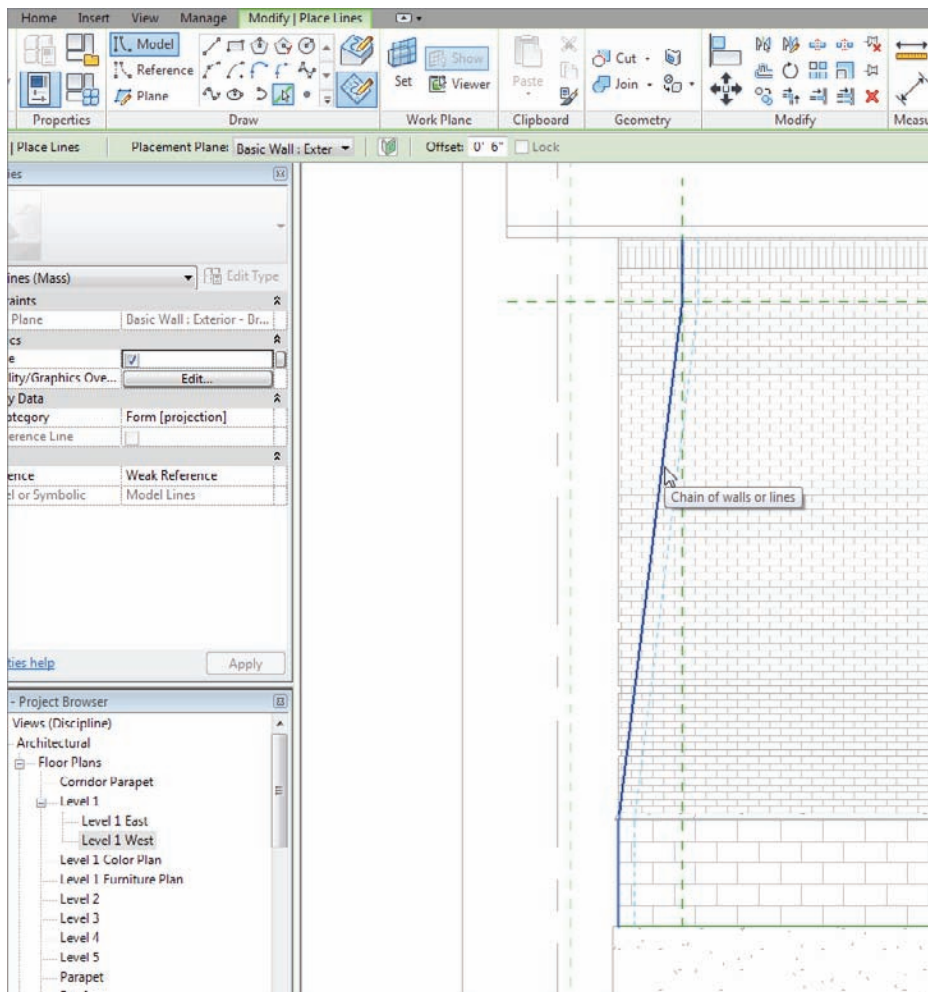 Home Insert View Manage Modify | Place Lines
Model
Reference
Plane
Set
Show
Viewer
Paste
Cut
Join
Properties Draw Work Plane Clipboard Geometry Modify Measu
| Place Lines Placement Plane: Basic Wall : Exter Offset: 0' 6" Lock
ies
ines (Mass) Edit Type
raints
Plane Basic Wall : Exterior - Br...
cs
e
lity/Graphics Ove... Edit...
y Data
ategory Form [projection]
erence Line
ence Weak Reference
el or Symbolic Model Lines
Chain of walls or lines
ties help Apply
- Project Browser
Views (Discipline)
Architectural
Floor Plans
Corridor Parapet
Level 1
Level 1 East
Level 1 West
Level 1 Color Plan
Level 1 Furniture Plan
Level 2
Level 3
Level 4
Level 5
Parapet